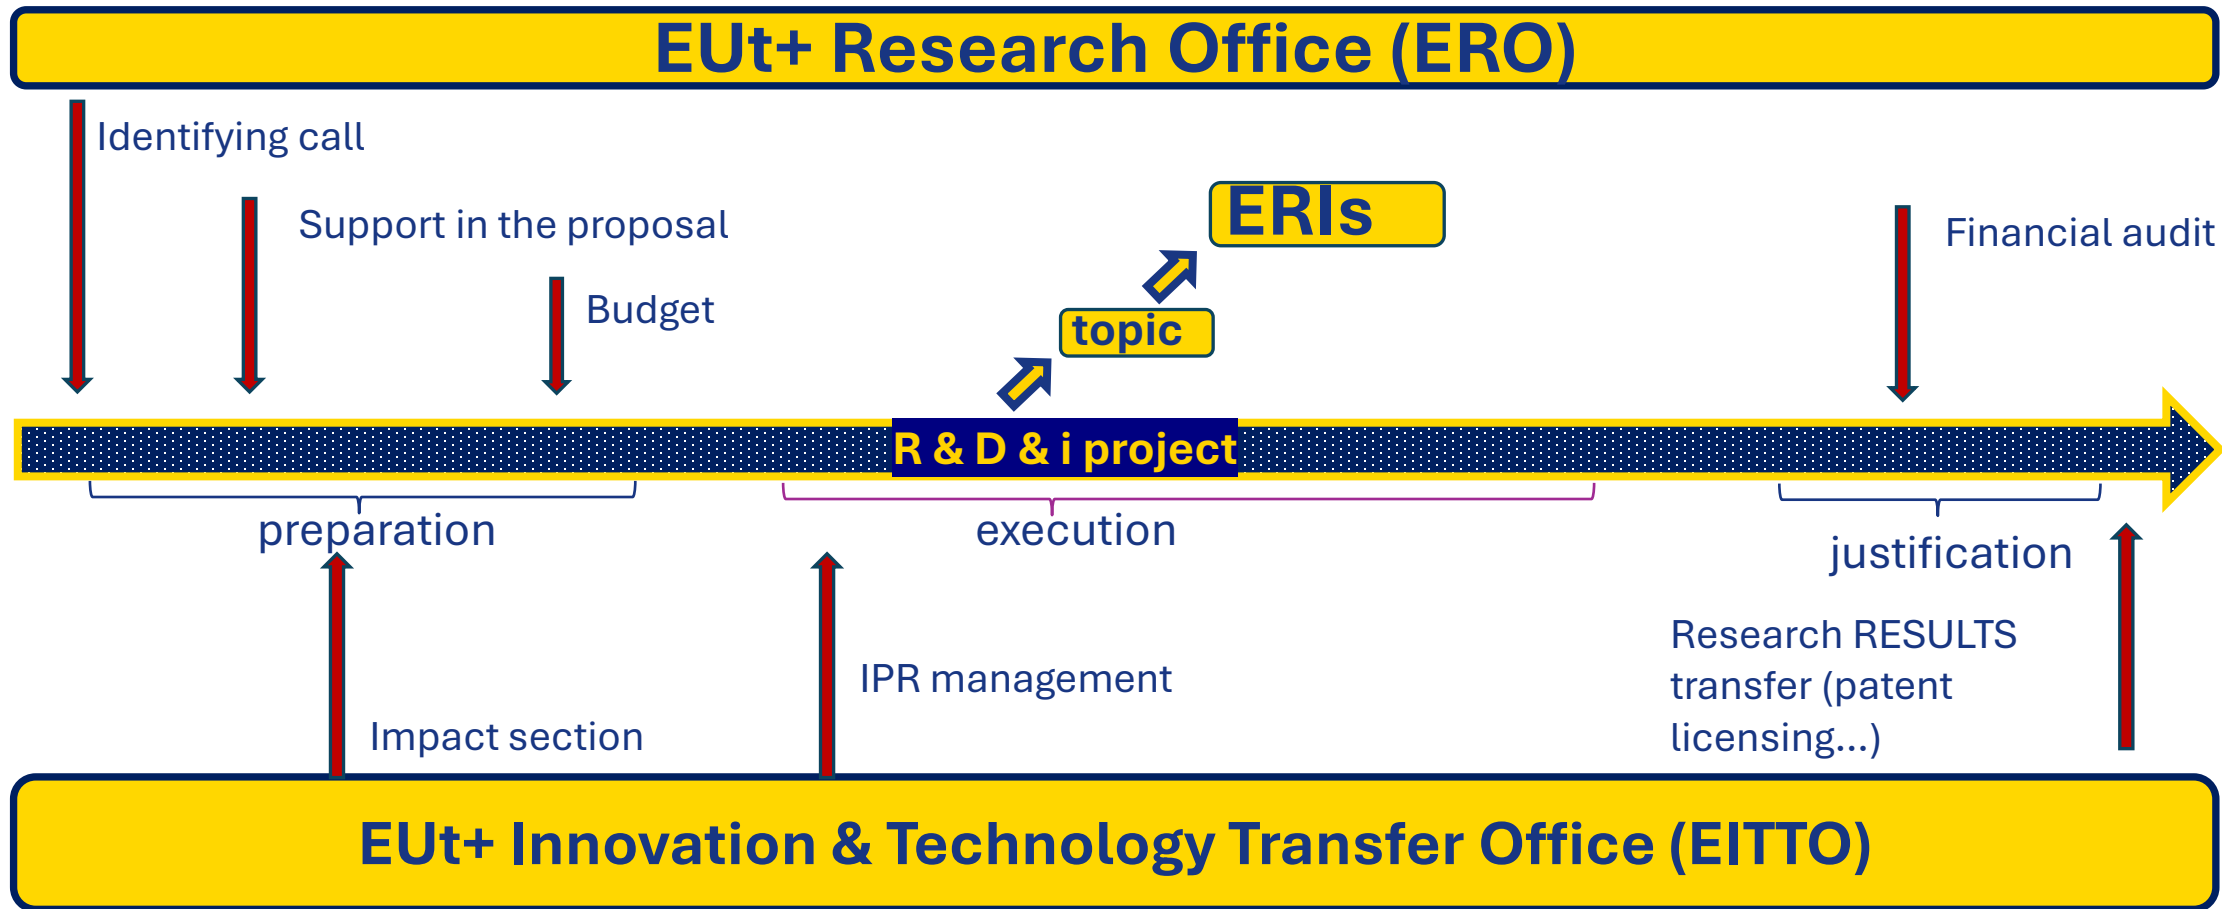 EUt+ Research Office (ERO)
Identifying call
Support in the proposal
Budget
ERIs
topic
Financial audit
R & D & i project
preparation
execution
justification
Impact section
IPR management
Research RESULTS
transfer (patent
licensing...)
EUt+ Innovation & Technology Transfer Office (EITTO)